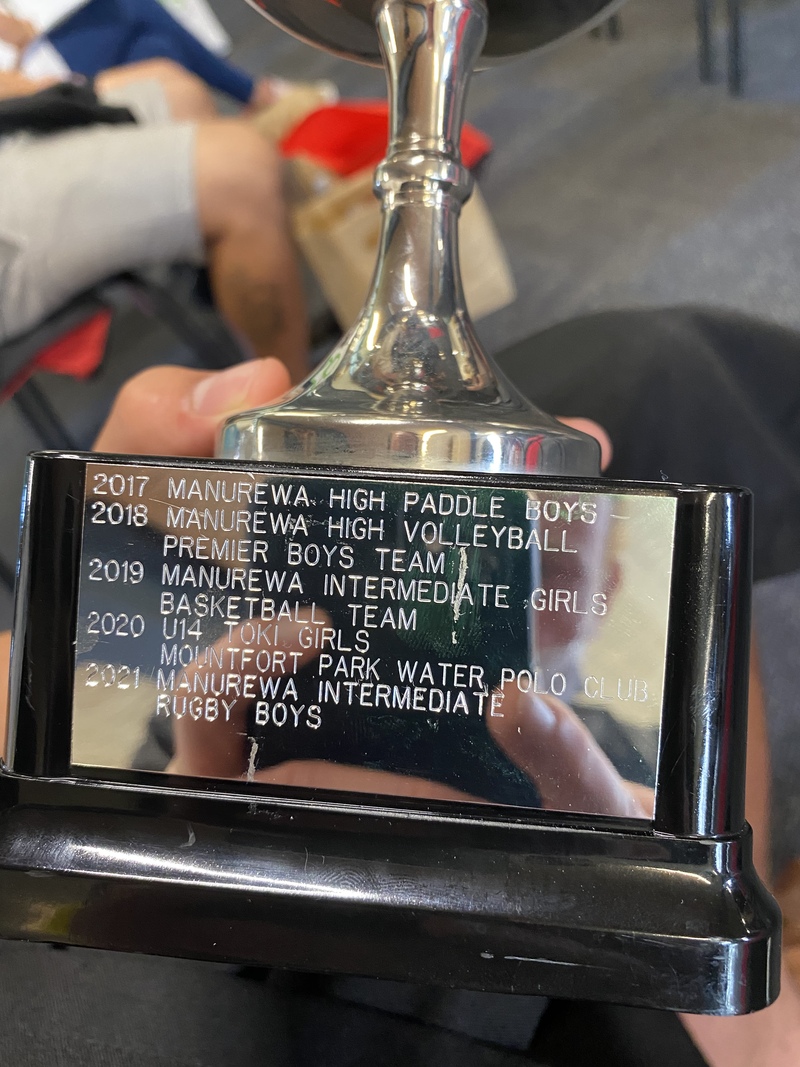 2017 MANUREWA HIGH PADDLE BOYS
2018 MANUREWA HIGH VOLLEYBALL
PREMIER BOYS TEAM
2019 MANUREWA INTERMEDIATE GIRLS
BASKETBALL TEAM
2020 U14 TOKI GIRLS
MOUNTFORT PARK WATER POLO CLUB
2021 MANUREWA INTERMEDIATE
RUGBY BOYS